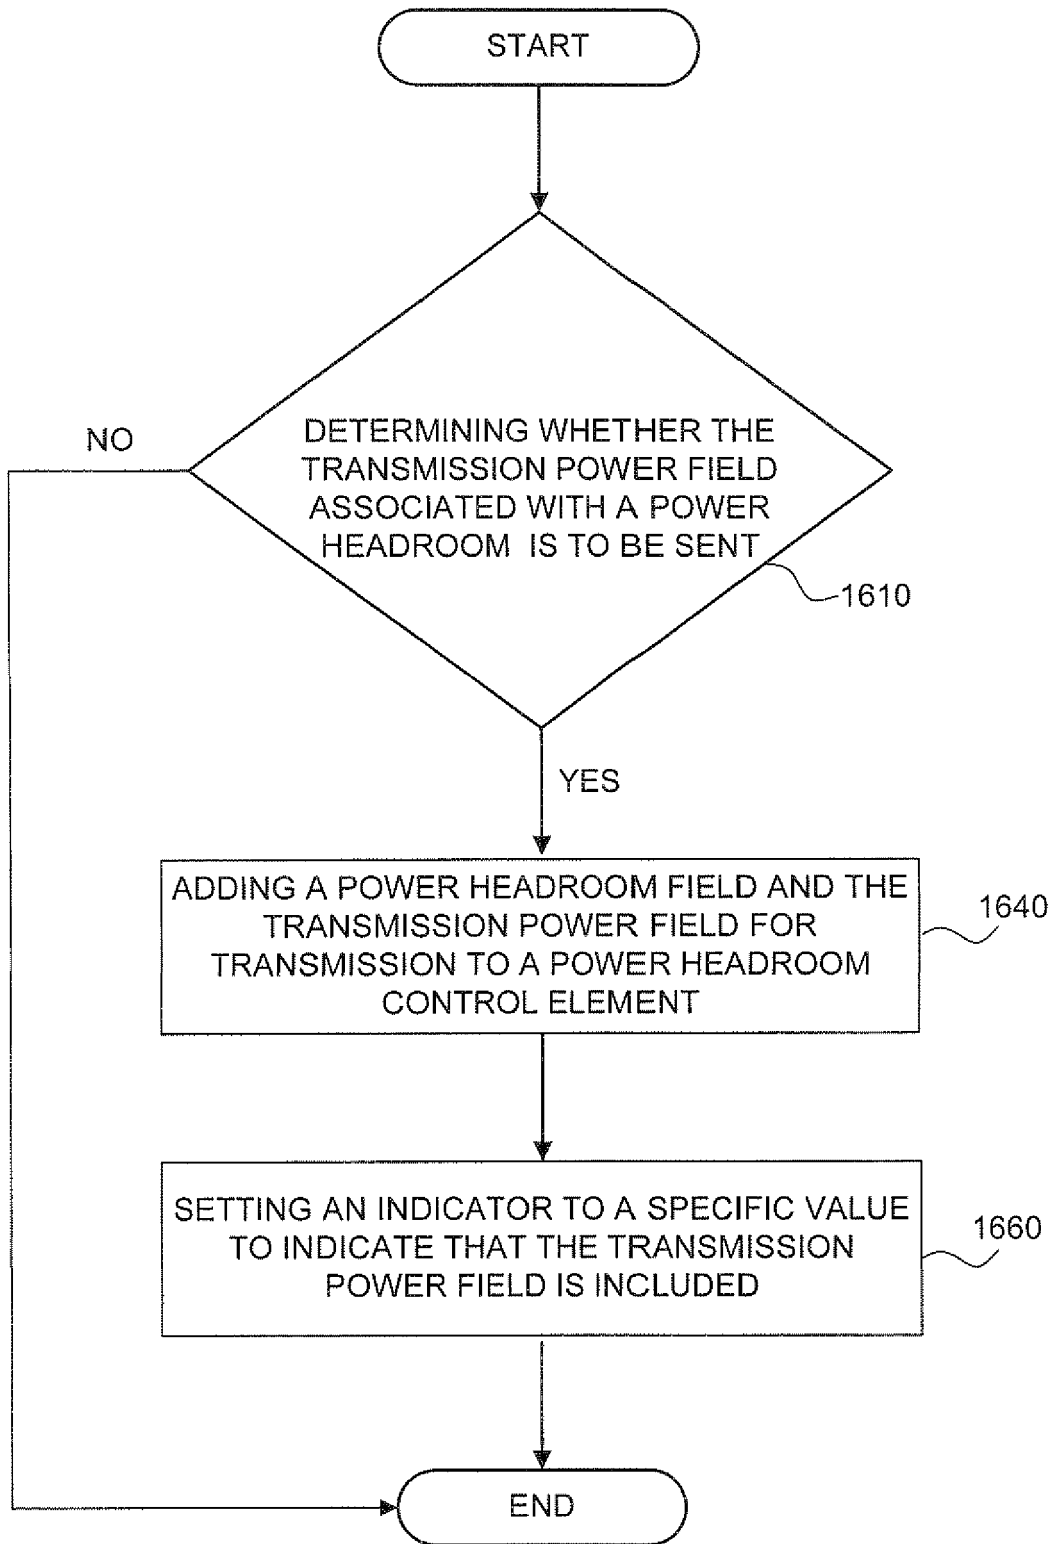 START
NO
DETERMINING WHETHER THE
TRANSMISSION POWER FIELD
ASSOCIATED WITH A POWER
HEADROOM IS TO BE SENT
1610
YES
ADDING A POWER HEADROOM FIELD AND THE
TRANSMISSION POWER FIELD FOR
TRANSMISSION TO A POWER HEADROOM
CONTROL ELEMENT
1640
SETTING AN INDICATOR TO A SPECIFIC VALUE
TO INDICATE THAT THE TRANSMISSION
POWER FIELD IS INCLUDED
1660
END